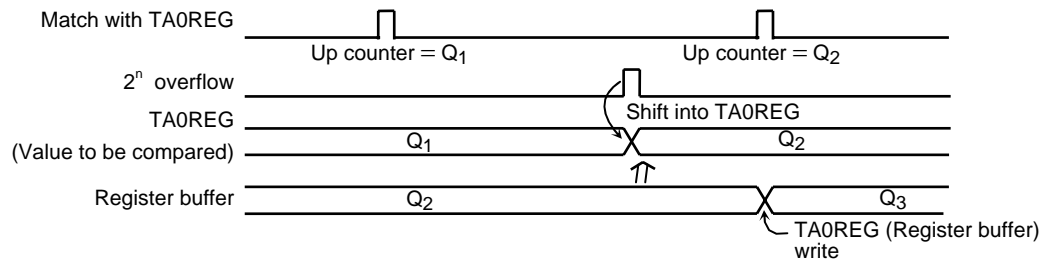 Match with TA0REG
Up counter = Q1
Up counter = Q2
2n overflow
Shift into TA0REG
TA0REG
(Value to be compared)
Q1
Q2
Register buffer
Q2
Q3
TA0REG (Register buffer)
write